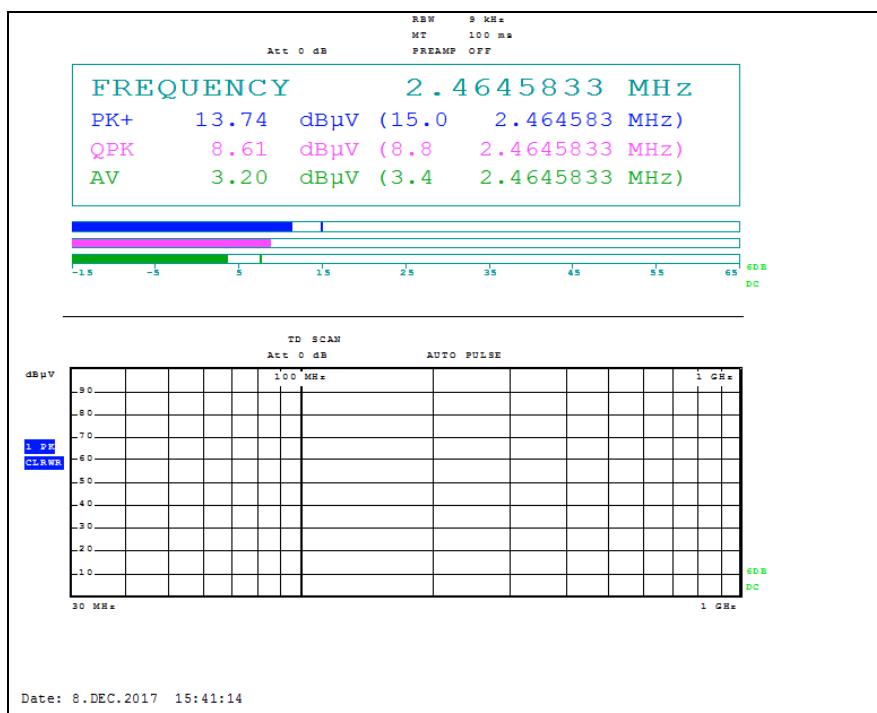 RBW 9 kHz
MT 100 ms
Att 0 dB PREAMP OFF
FREQUENCY 2.4645833 MHz
PK+ 13.74 dBµV (15.0 2.464583 MHz)
QPK 8.61 dBµV (8.8 2.4645833 MHz)
AV 3.20 dBµV (3.4 2.4645833 MHz)
-15 -5 5 15 25 35 45 55 65
6DB
DC
TD SCAN
Att 0 dB AUTO PULSE
dBµV
100 MHz 1 GHz
90
80
70
1 PK
60
CLRWR
50
40
30
20
10
6DB
DC
30 MHz 1 GHz
Date: 8.DEC.2017 15:41:14